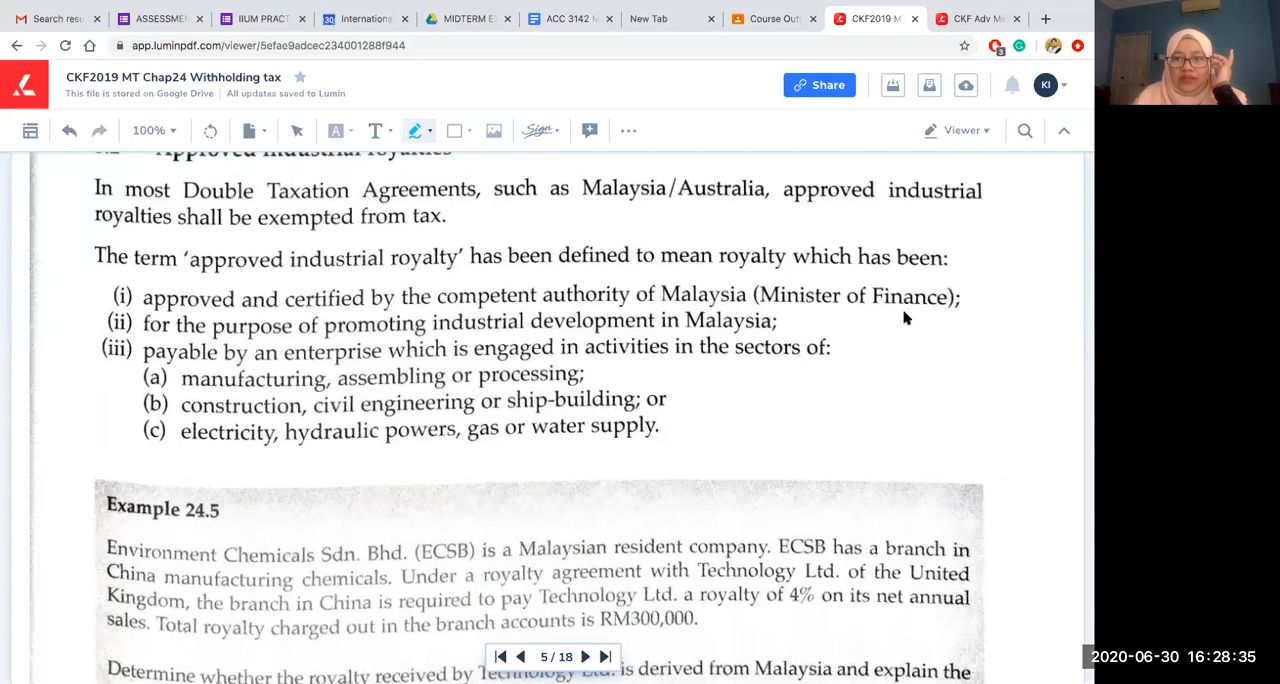 Search resu
ASSESSMEN
IIUM PRACT
Internationa
MIDTERM E
ACC 3142 M
New Tab
Course Out
CKF2019 M
CKF Adv Me
app.luminpdf.com/viewer/5efae9adcec234001288f944
CKF2019 MT Chap24 Withholding tax
This file is stored on Google Drive | All updates saved to Lumin
Share
KI
100%
Sign
Viewer
Approved industrial royalties
In most Double Taxation Agreements, such as Malaysia/Australia, approved industrial
royalties shall be exempted from tax.
The term ‘approved industrial royalty’ has been defined to mean royalty which has been:
(i) approved and certified by the competent authority of Malaysia (Minister of Finance);
(ii) for the purpose of promoting industrial development in Malaysia;
(iii) payable by an enterprise which is engaged in activities in the sectors of:
(a) manufacturing, assembling or processing;
(b) construction, civil engineering or ship-building; or
(c) electricity, hydraulic powers, gas or water supply.
Example 24.5
Environment Chemicals Sdn. Bhd. (ECSB) is a Malaysian resident company. ECSB has a branch in
China manufacturing chemicals. Under a royalty agreement with Technology Ltd. of the United
Kingdom, the branch in China is required to pay Technology Ltd. a royalty of 4% on its net annual
sales. Total royalty charged out in the branch accounts is RM300,000.
5 / 18
Determine whether the royalty received by Technology Ltd. is derived from Malaysia and explain the
2020-06-30 16:28:35